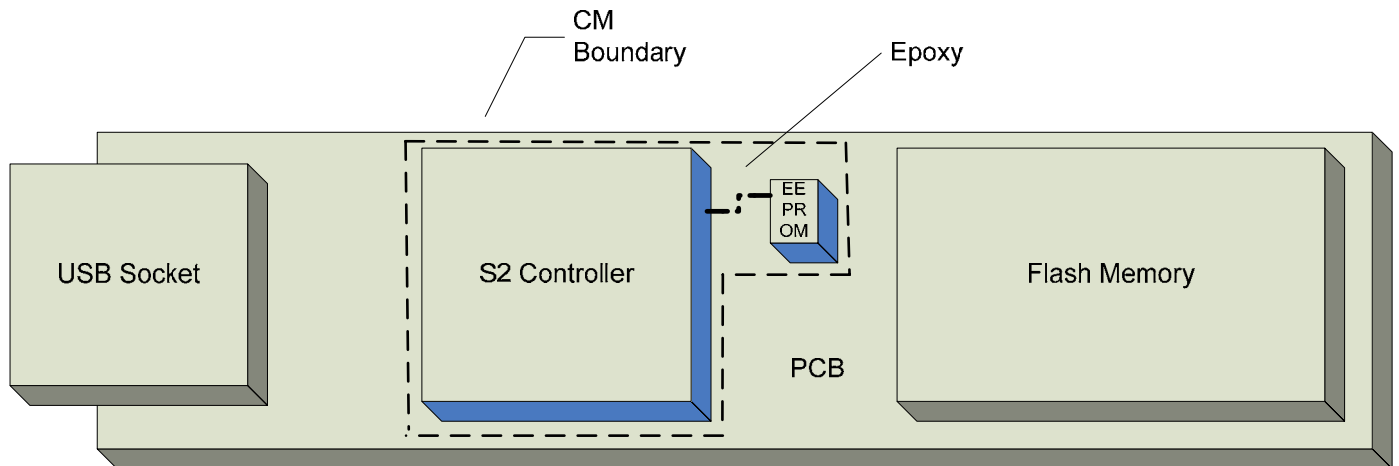 CM
Boundary
Epoxy
USB Socket
S2 Controller
EE
PR
OM
Flash Memory
PCB